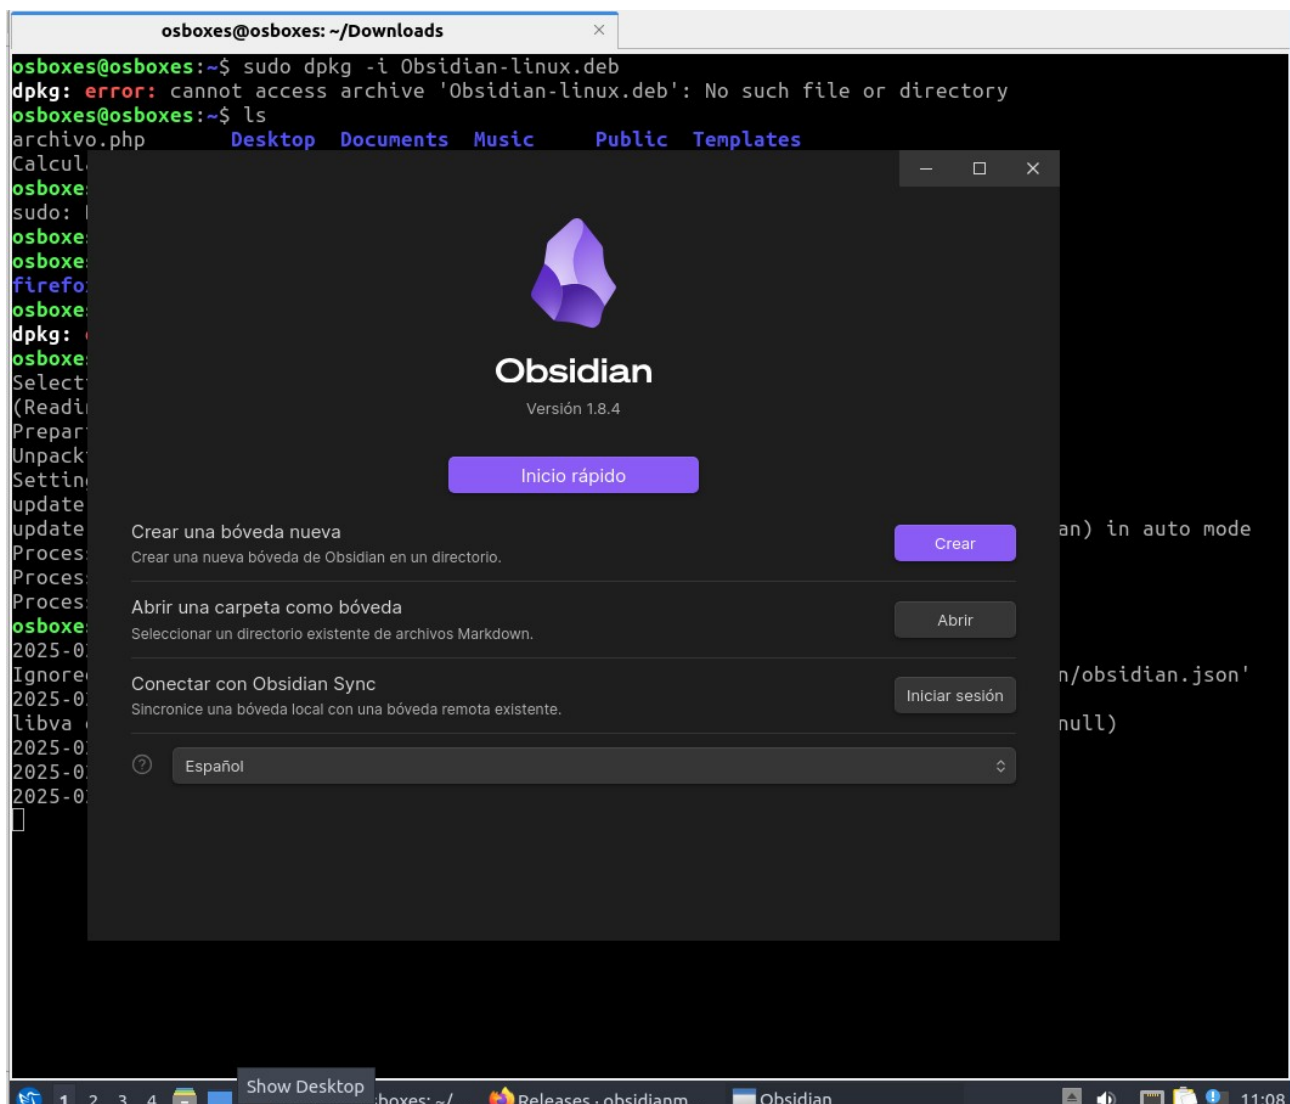 osboxes@osboxes: ~/Downloads
osboxes@osboxes:~$ sudo dpkg -i Obsidian-linux.deb
dpkg: error: cannot access archive 'Obsidian-linux.deb': No such file or directory
osboxes@osboxes:~$ ls
archivo.php Desktop Documents Music Public Templates
Calcul
osboxe
sudo:
osboxe
osboxe
firefo
osboxe
dpkg:
osboxe
Select
(Readi
Prepar
Unpack
Setting
update
update an) in auto mode
Process
Process
Process
osboxe
2025-0
Ignored n/obsidian.json'
2025-0
libva null)
2025-0
2025-0
2025-0
Obsidian
Versión 1.8.4
Inicio rápido
Crear una bóveda nueva
Crear una nueva bóveda de Obsidian en un directorio.
Crear
Abrir una carpeta como bóveda
Seleccionar un directorio existente de archivos Markdown.
Abrir
Conectar con Obsidian Sync
Sincronice una bóveda local con una bóveda remota existente.
Iniciar sesión
Español
Show Desktop
1 2 3 4 boxes: ~/ Releases · obsidianm Obsidian 11:08